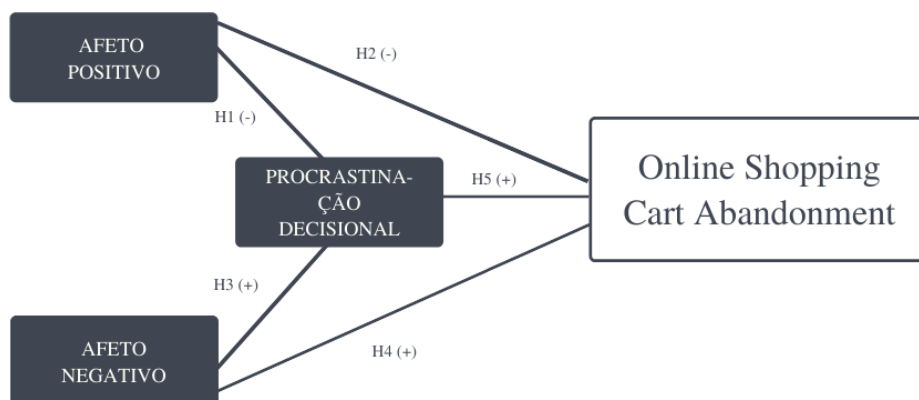 AFETO
POSITIVO
H2 (-)
H1 (-)
PROCRASTINA-
ÇÃO
DECISIONAL
H5 (+)
Online Shopping
Cart Abandonment
H3 (+)
H4 (+)
AFETO
NEGATIVO